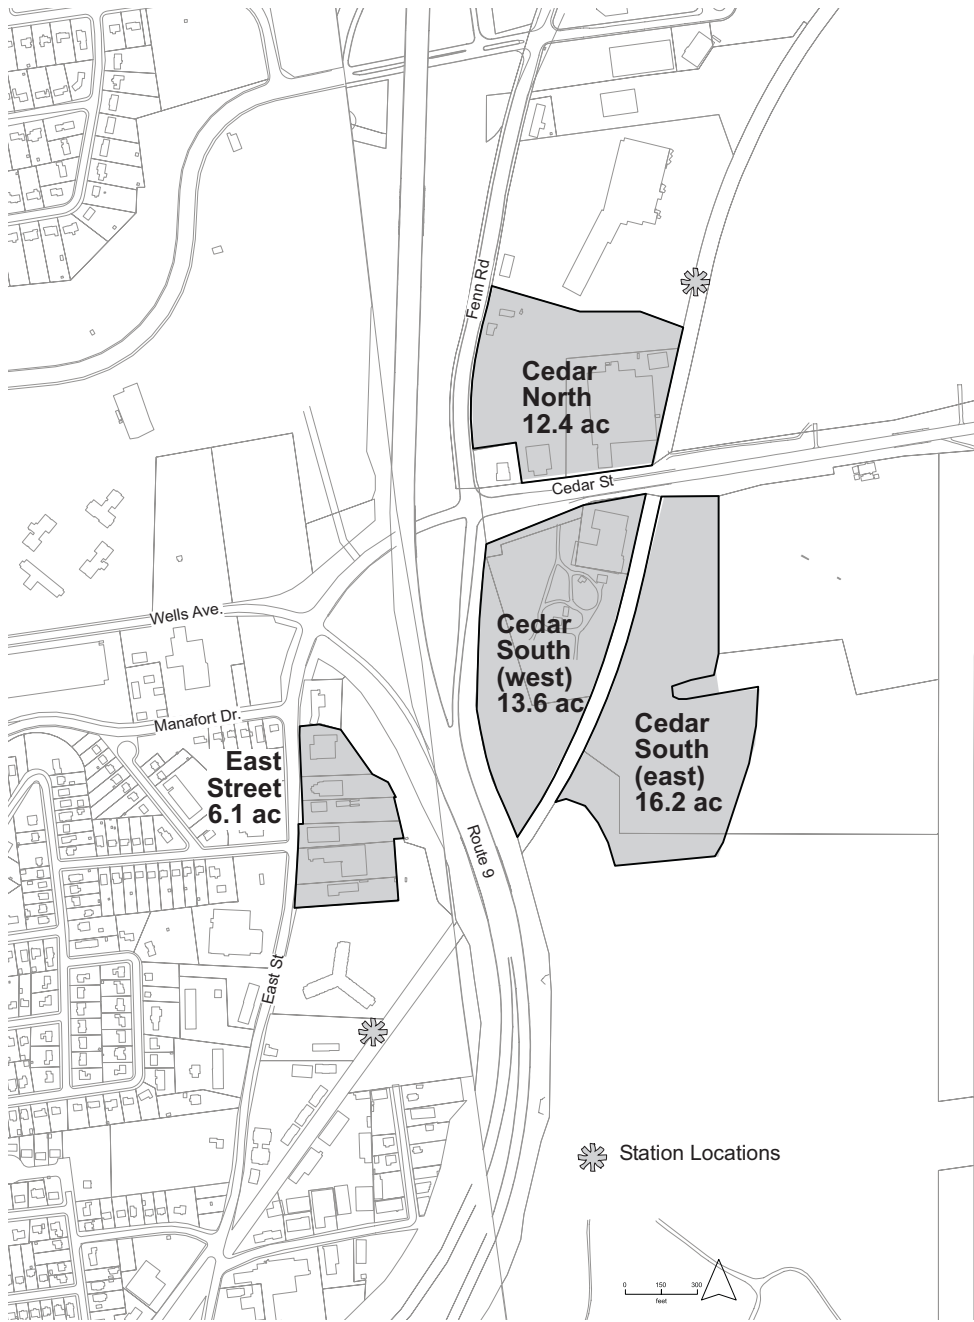 Fenn Rd
Cedar
North
12.4 ac
Cedar St
Wells Ave.
Cedar
South
(west)
13.6 ac
Manafort Dr.
Cedar
South
(east)
16.2 ac
East
Street
6.1 ac
Route 9
East St
Station Locations
0 150 300
feet